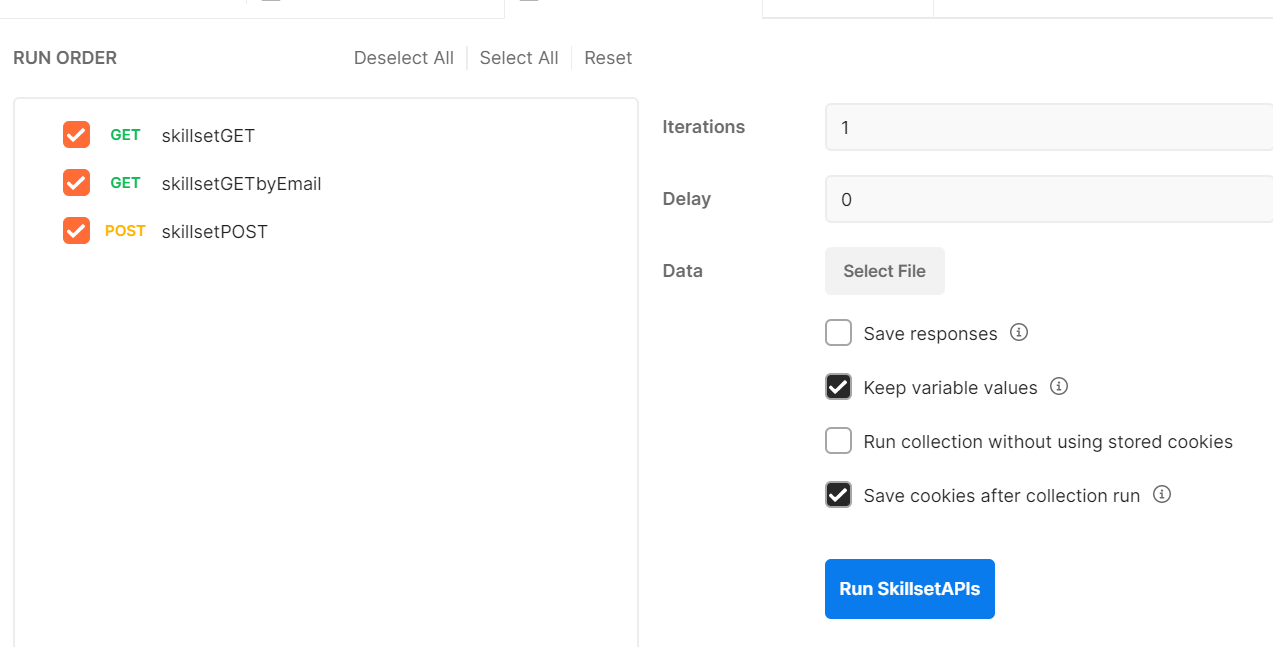 RUN ORDER
Deselect All
Select All
Reset
GET skillsetGET
GET skillsetGETbyEmail
POST skillsetPOST
Iterations
1
Delay
0
Data
Select File
Save responses
Keep variable values
Run collection without using stored cookies
Save cookies after collection run
Run SkillsetAPIs